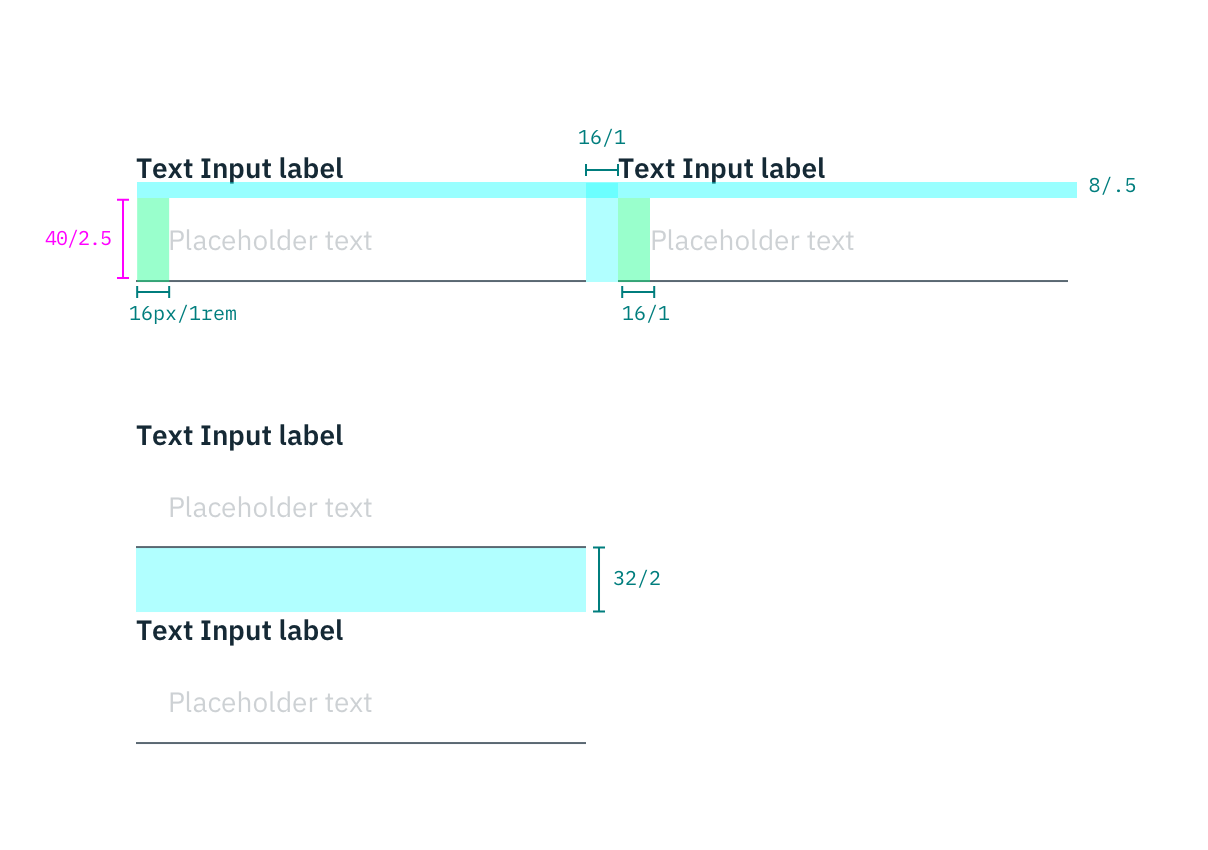 16/1
Text Input label
Text Input label
8/.5
40/2.5
Placeholder text
Placeholder text
16px/1rem
16/1
Text Input label
Placeholder text
32/2
Text Input label
Placeholder text